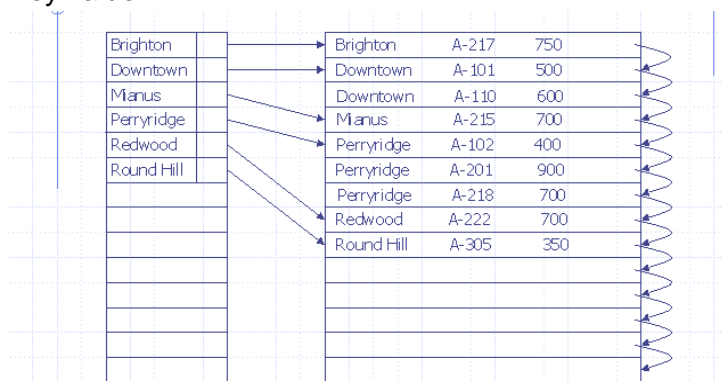 Brighton Brighton A-217 750
Downtown Downtown A-101 500
Mianus Downtown A-110 600
Perryridge Mianus A-215 700
Redwood Perryridge A-102 400
Round Hill Perryridge A-201 900
Perryridge A-218 700
Redwood A-222 700
Round Hill A-305 350